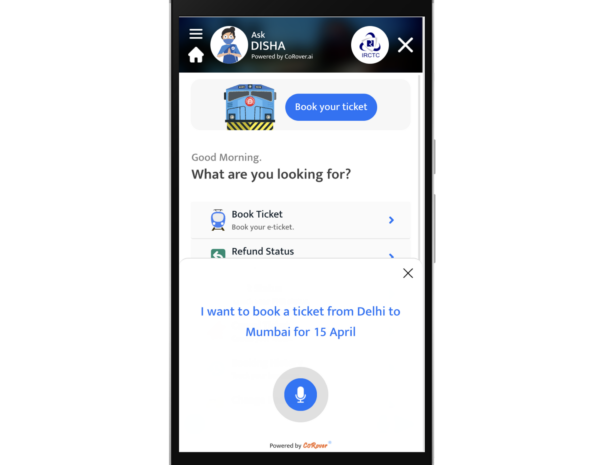 Ask
DISHA
Powered by CoRover.ai
IRCTC
Book your ticket
Good Morning.
What are you looking for?
Book Ticket
Book your e-ticket.
Refund Status
I want to book a ticket from Delhi to
Mumbai for 15 April
Powered by CoRover